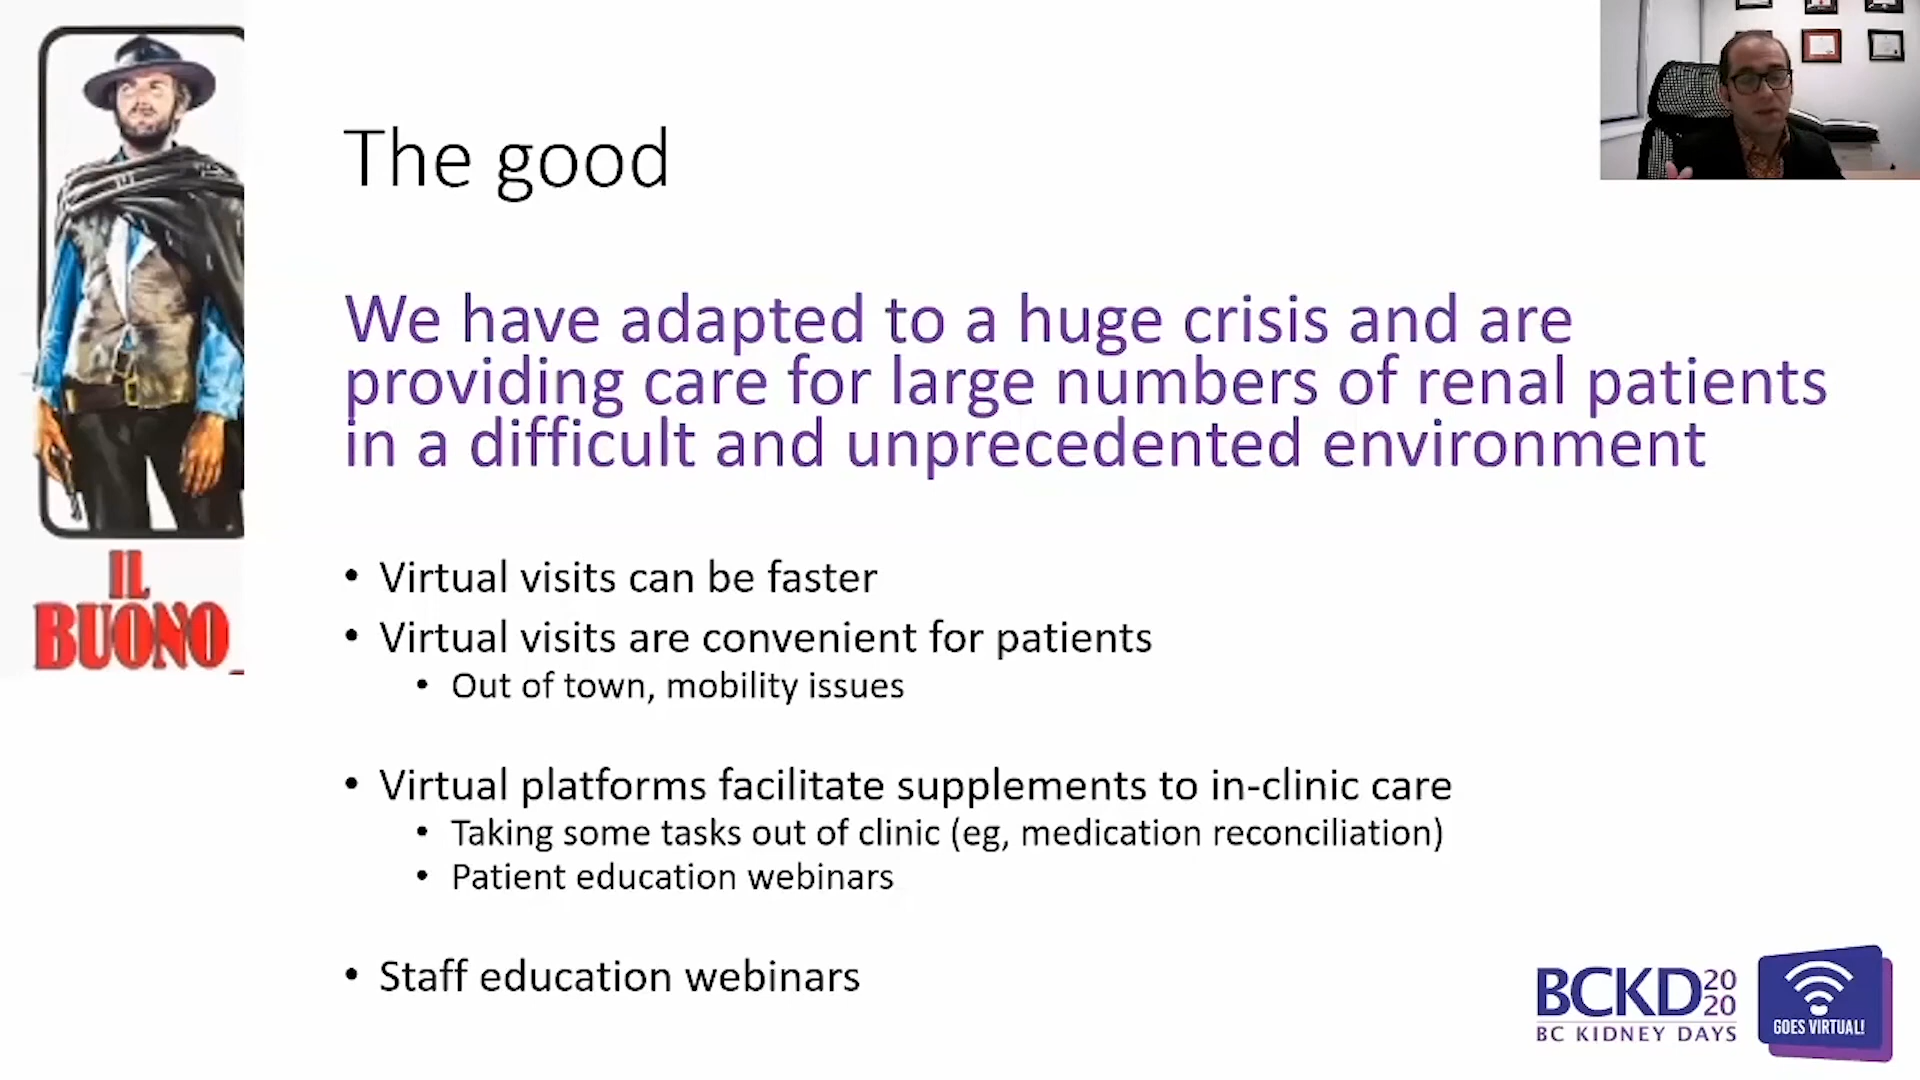 The good
We have adapted to a huge crisis and are
providing care for large numbers of renal patients
in a difficult and unprecedented environment
• Virtual visits can be faster
• Virtual visits are convenient for patients
• Out of town, mobility issues
• Virtual platforms facilitate supplements to in-clinic care
• Taking some tasks out of clinic (eg, medication reconciliation)
• Patient education webinars
• Staff education webinars
IL
BUONO
BCKD 20
20
BC KIDNEY DAYS
GOES VIRTUAL!